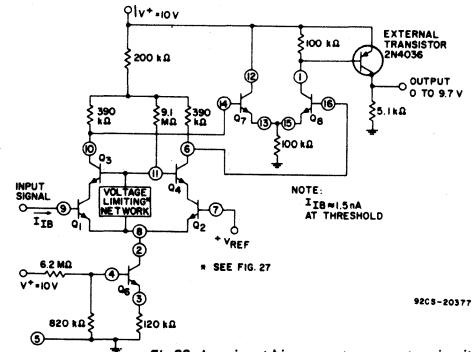 V+=10V
200 kΩ
100 kΩ
EXTERNAL
TRANSISTOR
2N4036
OUTPUT
0 TO 9.7 V
5.1 kΩ
12
1
390
kΩ
9.1
MΩ
390
kΩ
14
Q7
13
15
Q8
16
100 kΩ
10
Q3
11
6
Q4
INPUT
SIGNAL
IIB
9
Q1
VOLTAGE
LIMITING*
NETWORK
8
Q2
7
+VREF
NOTE:
IIB≈1.5nA
AT THRESHOLD
2
* SEE FIG. 27
6.2MΩ
V+=10V
4
Q6
3
820 kΩ
120 kΩ
5
92CS-20377